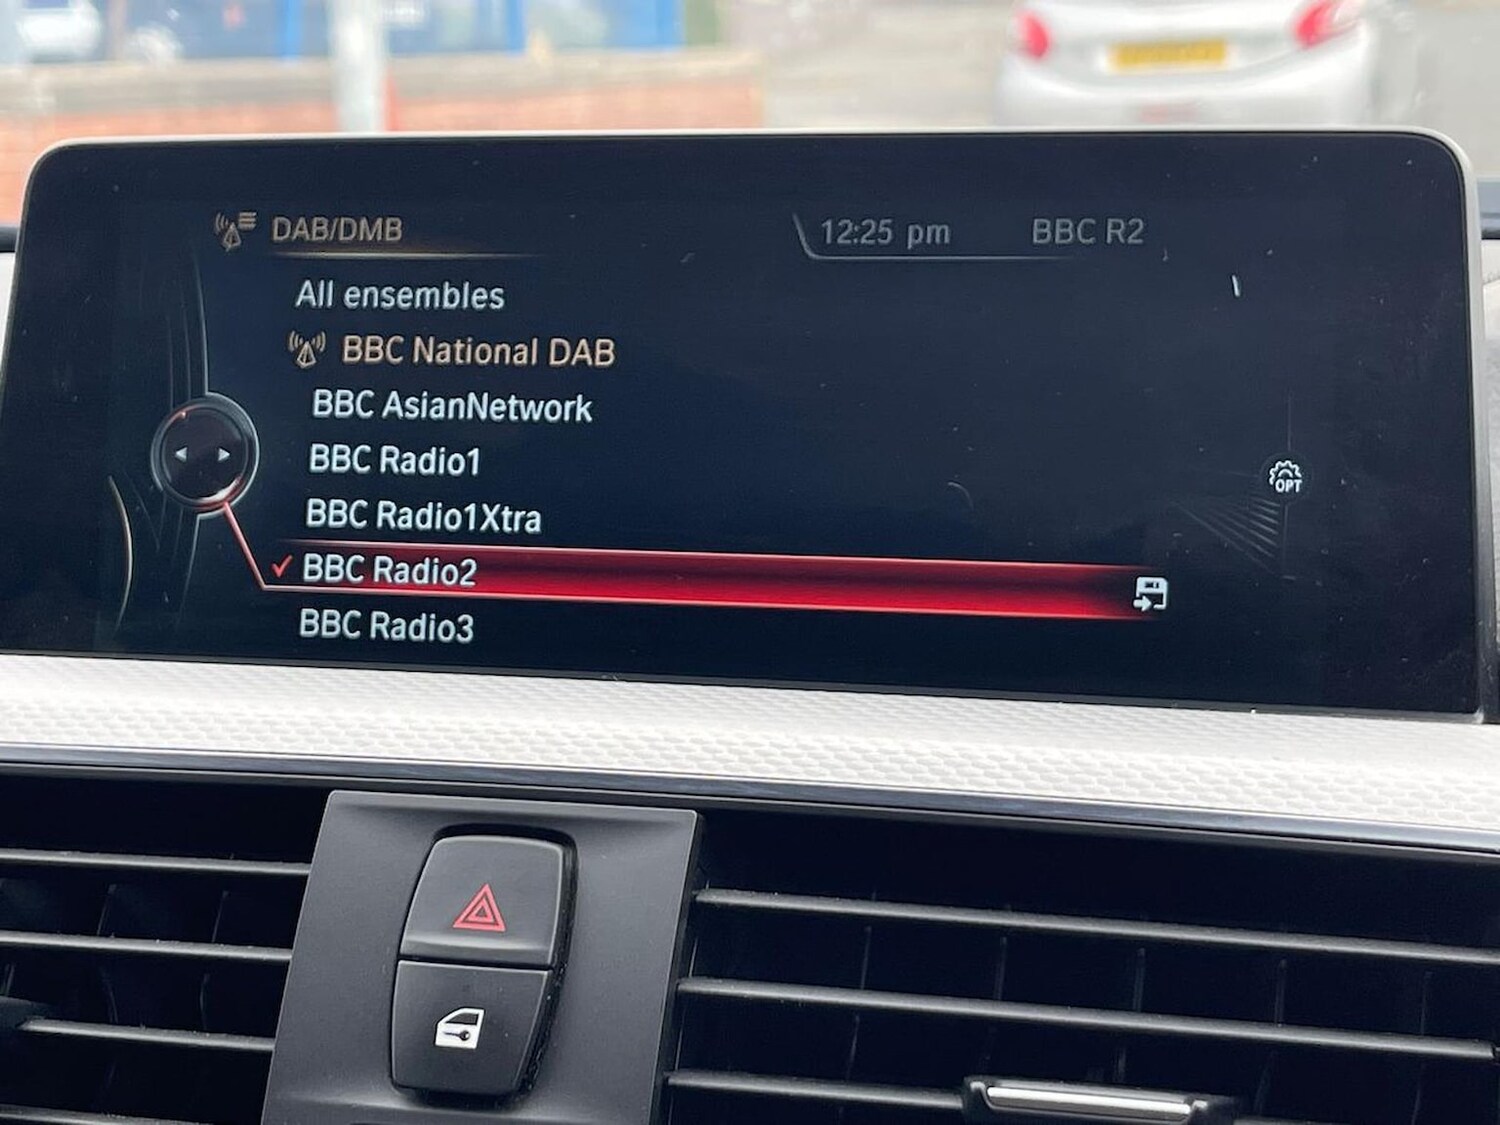 DAB/DMB
12:25 pm
BBC R2
All ensembles
BBC National DAB
BBC AsianNetwork
BBC Radio1
BBC Radio1Xtra
BBC Radio2
BBC Radio3
OPT